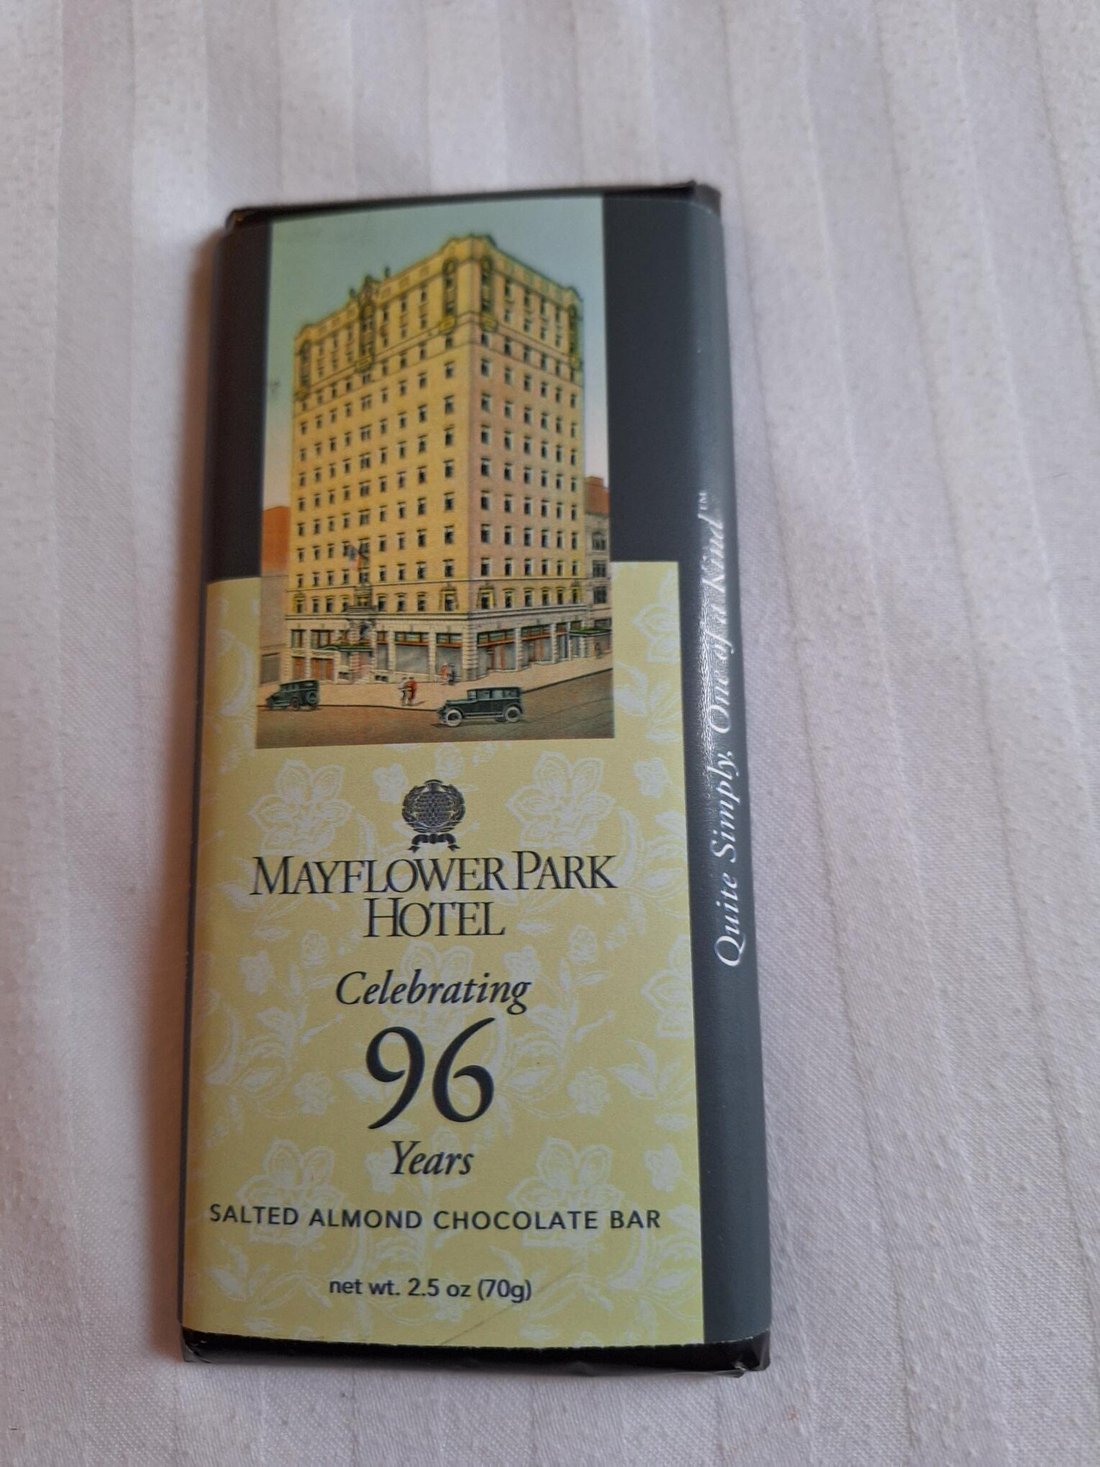 MAYFLOWER PARK
HOTEL
Celebrating
96
Years
SALTED ALMOND CHOCOLATE BAR
net wt. 2.5 oz (70g)
Quite Simply, One of a Kind™